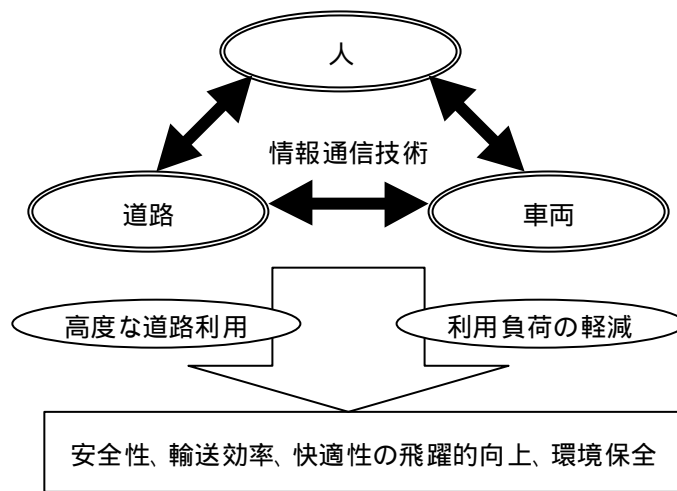 人
情報通信技術
道路
車両
高度な道路利用
利用負荷の軽減
安全性、輸送効率、快適性の飛躍的向上、環境保全